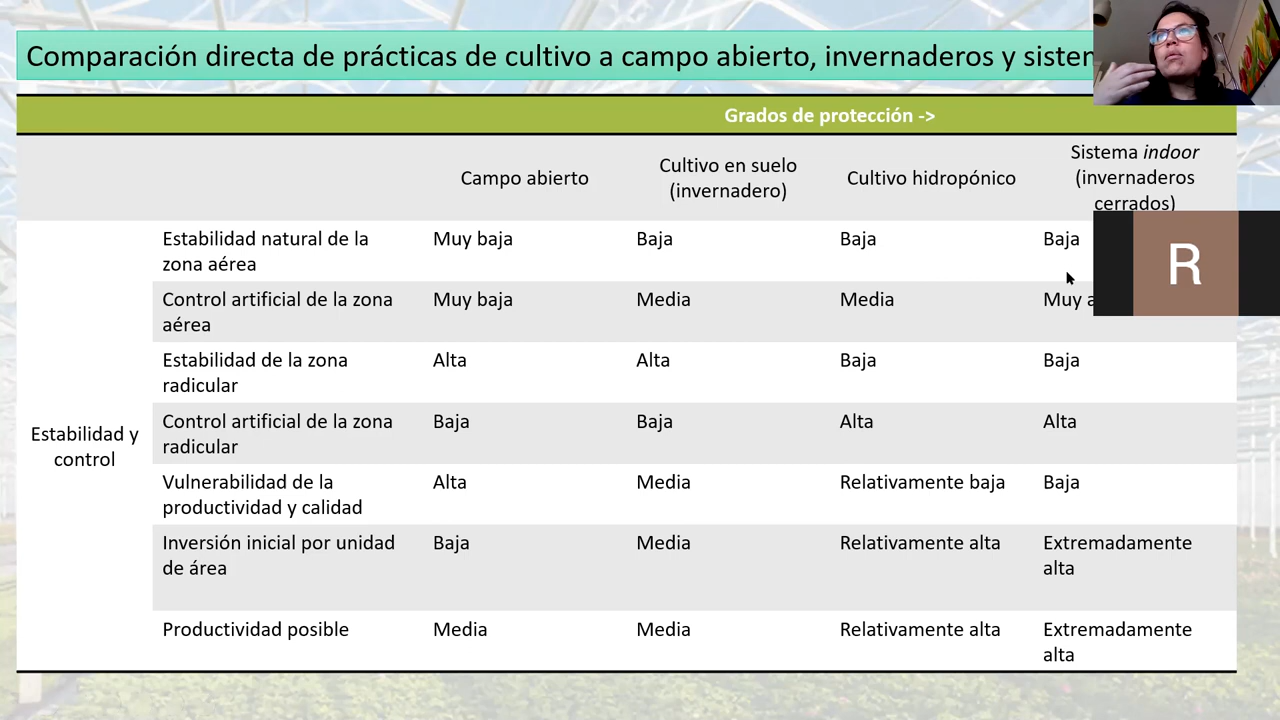 Comparación directa de prácticas de cultivo a campo abierto, invernaderos y
Grados de protección ->
Campo abierto
Cultivo en suelo
(invernadero)
Cultivo hidropónico
Sistema indoor
(invernaderos
cerrados)
Estabilidad y
control
Estabilidad natural de la
zona aérea
Muy baja
Baja
Baja
Baja
Control artificial de la zona
aérea
Muy baja
Media
Media
Muy
Estabilidad de la zona
radicular
Alta
Alta
Baja
Baja
Control artificial de la zona
radicular
Baja
Baja
Alta
Alta
Vulnerabilidad de la
productividad y calidad
Alta
Media
Relativamente baja
Baja
Inversión inicial por unidad
de área
Baja
Media
Relativamente alta
Extremadamente
alta
Productividad posible
Media
Media
Relativamente alta
Extremadamente
alta
R